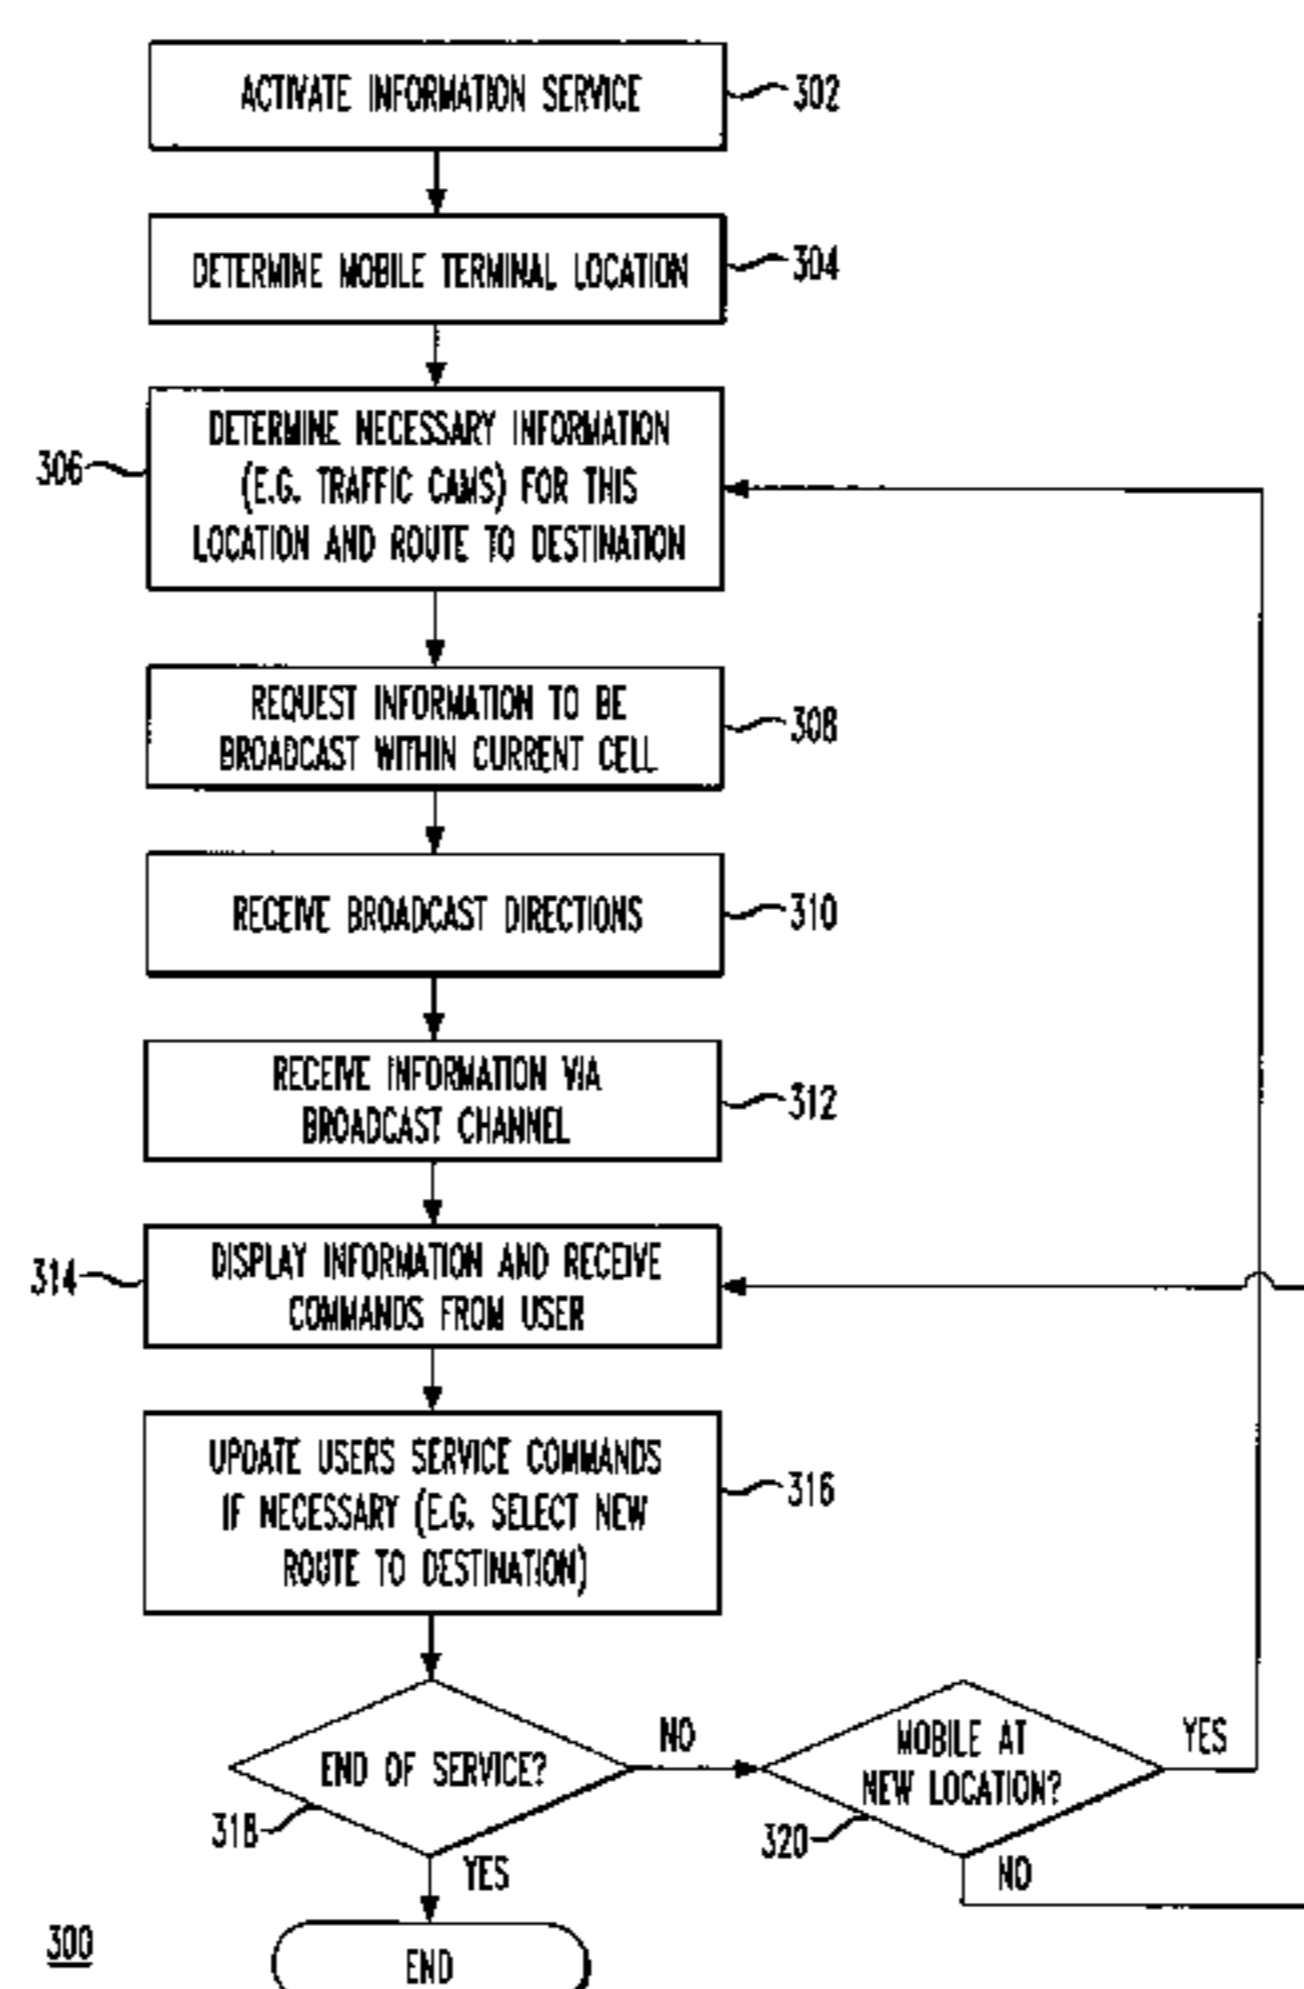 ACTIVATE INFORMATION SERVICE
302
DETERMINE MOBILE TERMINAL LOCATION
304
306
DETERMINE NECESSARY INFORMATION
(E.G. TRAFFIC CAMS) FOR THIS
LOCATION AND ROUTE TO DESTINATION
REQUEST INFORMATION TO BE
BROADCAST WITHIN CURRENT CELL
308
RECEIVE BROADCAST DIRECTIONS
310
RECEIVE INFORMATION VIA
BROADCAST CHANNEL
312
314
DISPLAY INFORMATION AND RECEIVE
COMMANDS FROM USER
UPDATE USERS SERVICE COMMANDS
IF NECESSARY (E.G. SELECT NEW
ROUTE TO DESTINATION)
316
END OF SERVICE?
318
NO
MOBILE AT
NEW LOCATION?
320
YES
YES
NO
END
300